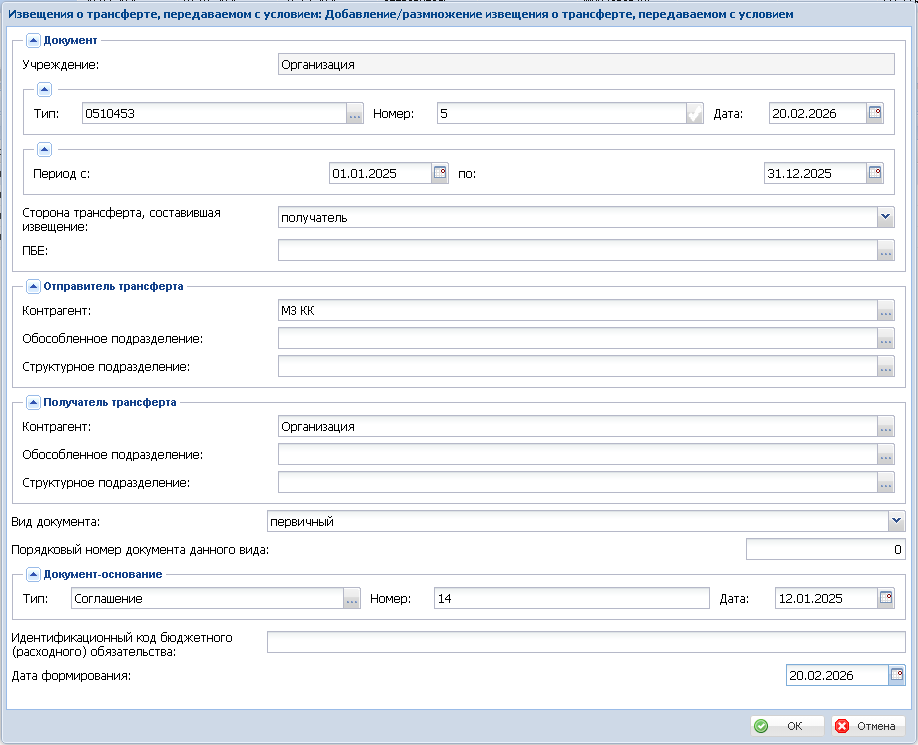 Извещения о трансферте, передаваемом с условием: Добавление/размножение извещения о трансферте, передаваемом с условием
Документ
Учреждение: Организация
Тип: 0510453 ... Номер: 5 Дата: 20.02.2026
Период с: 01.01.2025 по: 31.12.2025
Сторона трансферта, составившая
извещение: получатель
ПБЕ: ...
Отправитель трансферта
Контрагент: МЗ КК ...
Обособленное подразделение: ...
Структурное подразделение: ...
Получатель трансферта
Контрагент: Организация ...
Обособленное подразделение: ...
Структурное подразделение: ...
Вид документа: первичный
Порядковый номер документа данного вида: 0
Документ-основание
Тип: Соглашение ... Номер: 14 Дата: 12.01.2025
Идентификационный код бюджетного
(расходного) обязательства:
Дата формирования: 20.02.2026
ОК Отмена